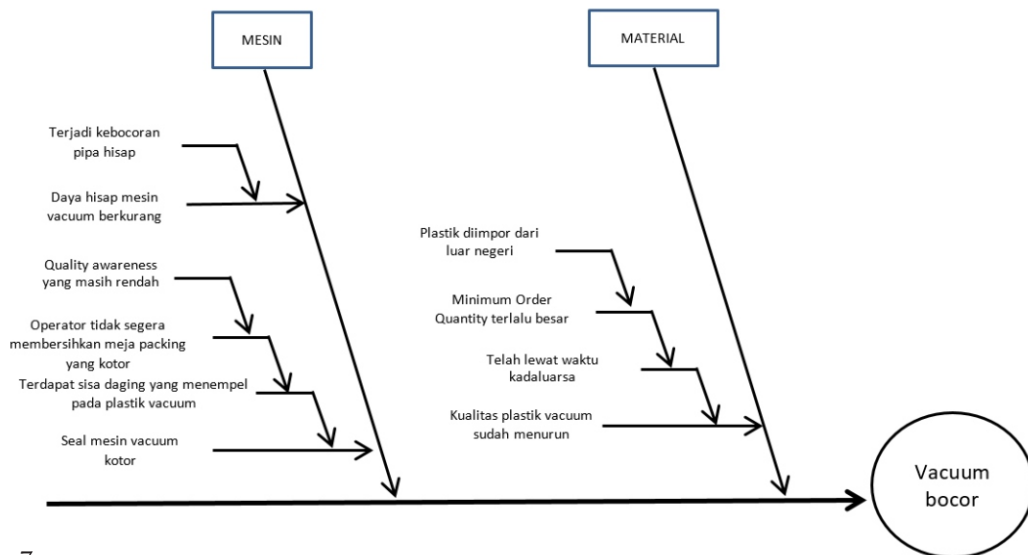 MESIN
MATERIAL
Terjadi kebocoran
pipa hisap
Daya hisap mesin
vacuum berkurang
Quality awareness
yang masih rendah
Operator tidak segera
membersihkan meja packing
yang kotor
Terdapat sisa daging yang menempel
pada plastik vacuum
Seal mesin vacuum
kotor
Plastik diimpor dari
luar negeri
Minimum Order
Quantity terlalu besar
Telah lewat waktu
kadaluarsa
Kualitas plastik vacuum
sudah menurun
Vacuum
bocor